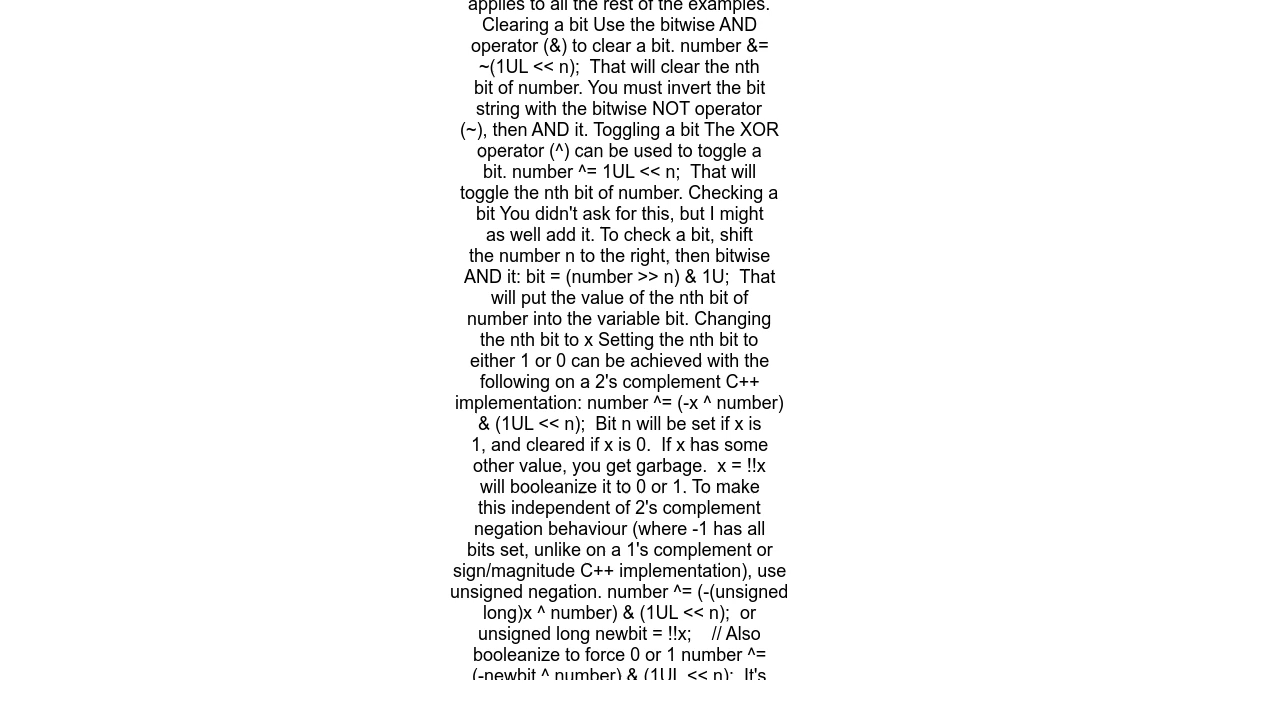 applies to all the rest of the examples.
Clearing a bit Use the bitwise AND
operator (&) to clear a bit. number &=
~(1UL << n);  That will clear the nth
bit of number. You must invert the bit
string with the bitwise NOT operator
(~), then AND it. Toggling a bit The XOR
operator (^) can be used to toggle a
bit. number ^= 1UL << n;  That will
toggle the nth bit of number. Checking a
bit You didn't ask for this, but I might
as well add it. To check a bit, shift
the number n to the right, then bitwise
AND it: bit = (number >> n) & 1U;  That
will put the value of the nth bit of
number into the variable bit. Changing
the nth bit to x Setting the nth bit to
either 1 or 0 can be achieved with the
following on a 2's complement C++
implementation: number ^= (-x ^ number)
& (1UL << n);  Bit n will be set if x is
1, and cleared if x is 0.  If x has some
other value, you get garbage.  x = !!x
will booleanize it to 0 or 1. To make
this independent of 2's complement
negation behaviour (where -1 has all
bits set, unlike on a 1's complement or
sign/magnitude C++ implementation), use
unsigned negation. number ^= (-(unsigned
long)x ^ number) & (1UL << n);  or
unsigned long newbit = !!x;    // Also
booleanize to force 0 or 1 number ^=
(-newbit ^ number) & (1UL << n);  It's